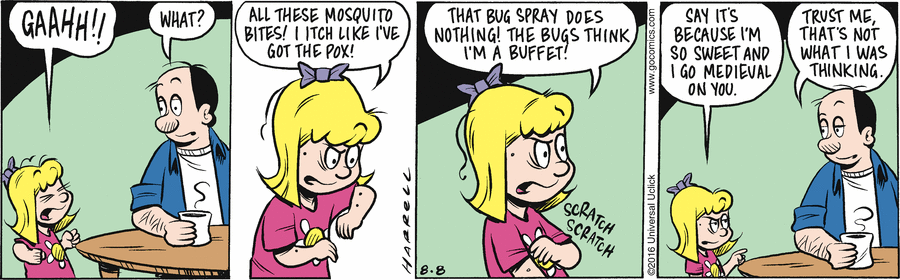 GAAHH!!
WHAT?
ALL THESE MOSQUITO
BITES! I ITCH LIKE I'VE
GOT THE POX!
HARRELL
THAT BUG SPRAY DOES
NOTHING! THE BUGS THINK
I'M A BUFFET!
SCRATCH
SCRATCH
8-8
www.gocomics.com
©2016 Universal Uclick
SAY IT'S
BECAUSE I'M
SO SWEET AND
I GO MEDIEVAL
ON YOU.
TRUST ME,
THAT'S NOT
WHAT I WAS
THINKING.